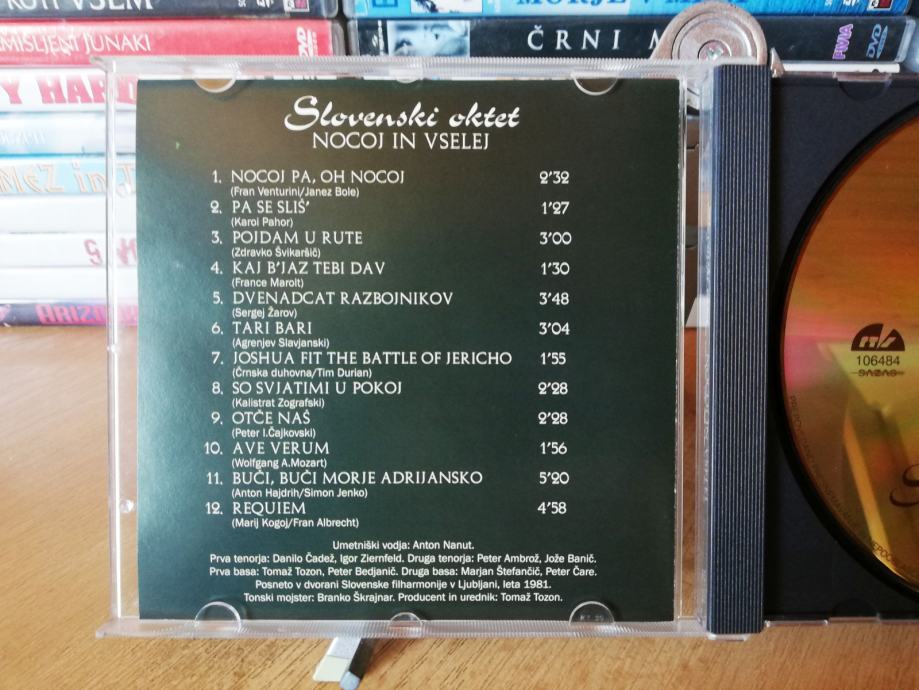 MISLJENI JUNAKI
DVD
ČRNI
DVD
Slovenski oktet
NOCOJ IN VSELEJ
1. NOCOJ PA, OH NOCOJ 2'32
(Fran Venturini/Janez Bole)
2. PA SE SLIŠ' 1'27
(Karol Pahor)
3. POJDAM U RUTE 3'00
(Zdravko Švikaršič)
4. KAJ B'JAZ TEBI DAV 1'30
(France Marolt)
5. DVENADCAT RAZBOJNIKOV 3'48
(Sergej Žarov)
6. TARI BARI 3'04
(Agrenjev Slavjanski)
7. JOSHUA FIT THE BATTLE OF JERICHO 1'55
(Črnska duhovna/Tim Durian)
8. SO SVJATIMI U POKOJ 2'28
(Kalistrat Zografski)
9. OTČE NAŠ 2'28
(Peter I.Čajkovski)
10. AVE VERUM 1'56
(Wolfgang A.Mozart)
11. BUČI, BUČI MORJE ADRIJANSKO 5'20
(Anton Hajdrih/Simon Jenko)
12. REQUIEM 4'58
(Marij Kogoj/Fran Albrecht)
Umetniški vodja: Anton Nanut.
Prva tenorja: Danilo Čadež, Igor Ziernfeld. Druga tenorja: Peter Ambrož, Jože Banič.
Prva basa: Tomaž Tozon, Peter Bedjanič. Druga basa: Marjan Štefančič, Peter Čare.
Posneto v dvorani Slovenske filharmonije v Ljubljani, leta 1981.
Tonski mojster: Branko Škrajnar. Producent in urednik: Tomaž Tozon.
106484
SAZAS